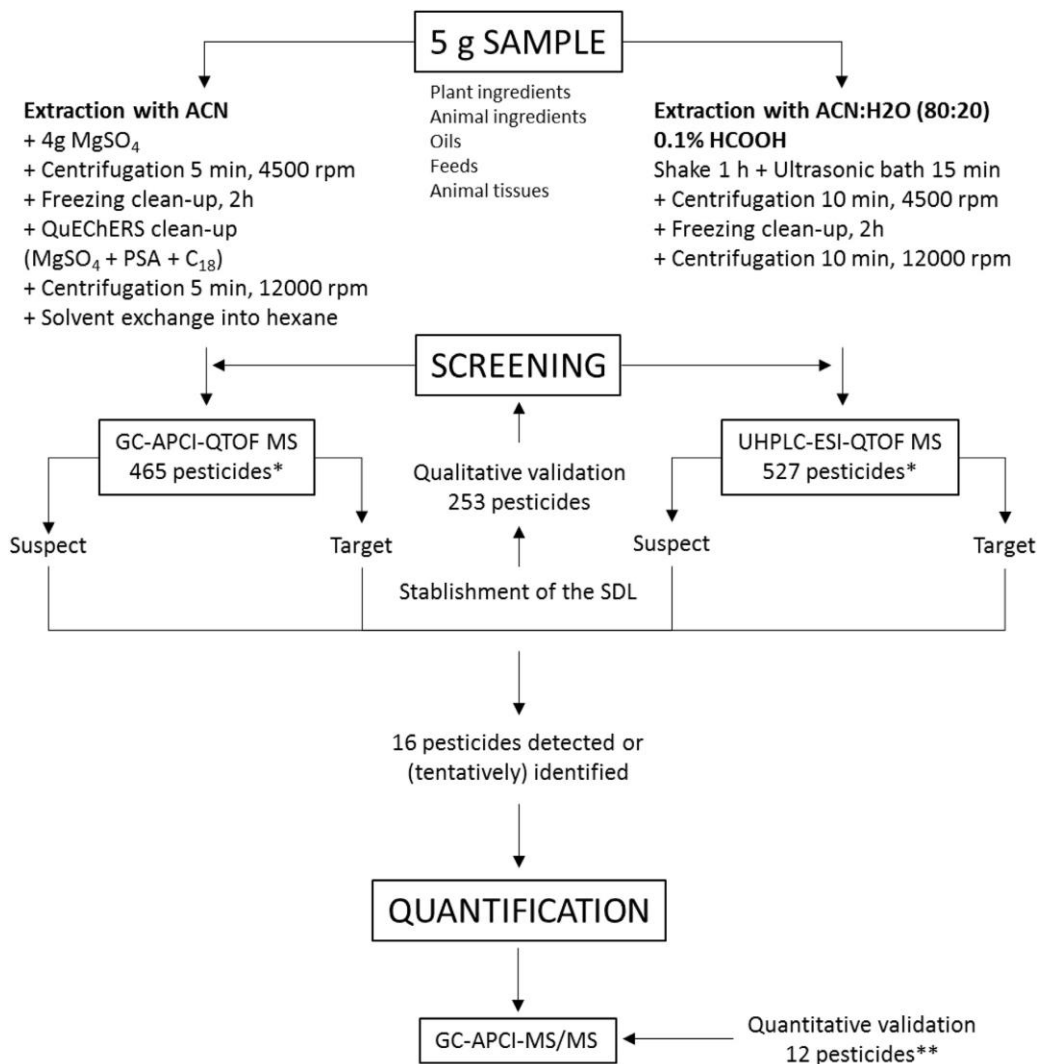 5 g SAMPLE
Plant ingredients
Animal ingredients
Oils
Feeds
Animal tissues
Extraction with ACN
+ 4g MgSO₄
+ Centrifugation 5 min, 4500 rpm
+ Freezing clean-up, 2h
+ QuEChERS clean-up
(MgSO₄ + PSA + C₁₈)
+ Centrifugation 5 min, 12000 rpm
+ Solvent exchange into hexane
Extraction with ACN:H2O (80:20)
0.1% HCOOH
Shake 1 h + Ultrasonic bath 15 min
+ Centrifugation 10 min, 4500 rpm
+ Freezing clean-up, 2h
+ Centrifugation 10 min, 12000 rpm
SCREENING
GC-APCI-QTOF MS
465 pesticides*
Suspect
Target
Qualitative validation
253 pesticides
Stablishment of the SDL
UHPLC-ESI-QTOF MS
527 pesticides*
Suspect
Target
16 pesticides detected or
(tentatively) identified
QUANTIFICATION
GC-APCI-MS/MS
Quantitative validation
12 pesticides**